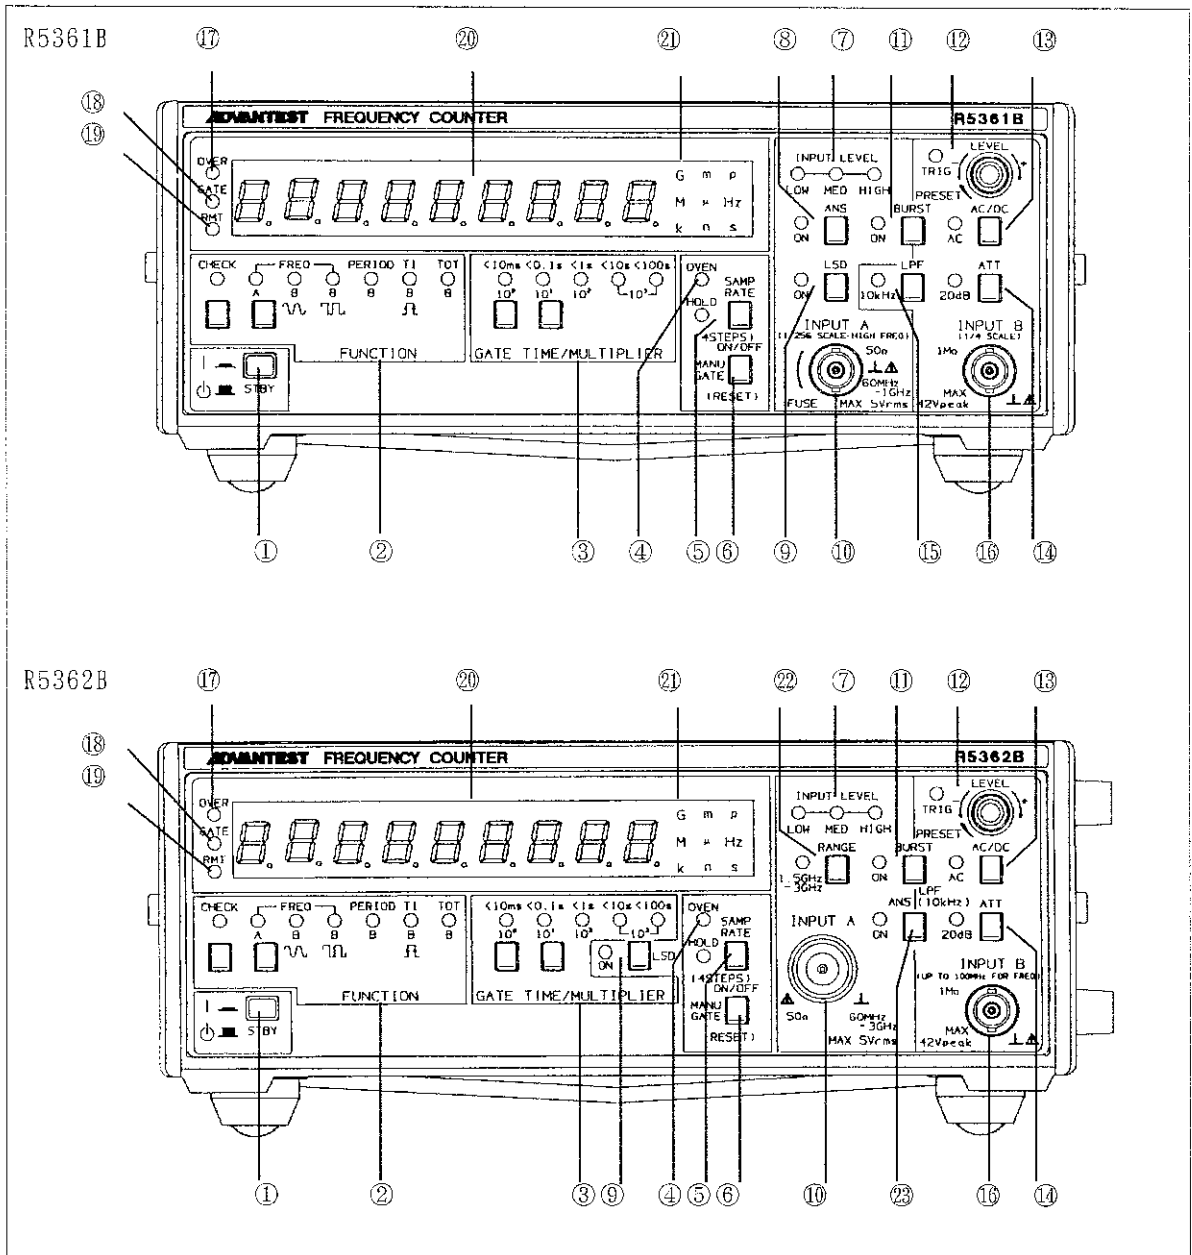 R5361B
⑰ ⑳ ㉑ ⑧ ⑦ ⑪ ⑫ ⑬
⑱
⑲
ADVANTEST FREQUENCY COUNTER R5361B
OVER
GATE
RMT
G m p
M μ Hz
k n s
INPUT LEVEL
LOW MED HIGH
TRIG
LEVEL
- +
PRESET
ANS BURST AC/DC
ON ON AC
LSD LPF ATT
ON 10kHz 20dB
CHECK FREQ PERIOD TI TOT
A B B B B B
<10ms <0.1s <1s <10s <100s
10⁰ 10¹ 10² 10³
OVEN
SAMP
RATE
HOLD
(4STEPS)
ON/OFF
MANU
GATE
(RESET)
FUNCTION GATE TIME/MULTIPLIER
STBY
INPUT A
(1/256 SCALE-HIGH FREQ)
50Ω
60MHz
-1GHz
FUSE MAX 5Vrms
INPUT B
(1/4 SCALE)
1MΩ
MAX
42Vpeak
① ② ③ ④ ⑤ ⑥ ⑨ ⑩ ⑮ ⑯ ⑭
R5362B
⑰ ⑳ ㉑ ㉒ ⑦ ⑪ ⑫ ⑬
⑱
⑲
ADVANTEST FREQUENCY COUNTER R5362B
OVER
GATE
RMT
G m p
M μ Hz
k n s
INPUT LEVEL
LOW MED HIGH
TRIG
LEVEL
- +
PRESET
RANGE BURST AC/DC
1.5GHz
-3GHz
ON AC
LPF
ANS (10kHz) ATT
ON 20dB
CHECK FREQ PERIOD TI TOT
A B B B B B
<10ms <0.1s <1s <10s <100s
10⁰ 10¹ 10² 10³
ON LSD
OVEN
SAMP
RATE
HOLD
(4STEPS)
ON/OFF
MANU
GATE
(RESET)
FUNCTION GATE TIME/MULTIPLIER
STBY
INPUT A
50Ω
60MHz
-3GHz
MAX 5Vrms
INPUT B
(UP TO 100MHz FOR FREQ)
1MΩ
MAX
42Vpeak
① ② ③ ⑨ ④ ⑤ ⑥ ⑩ ㉓ ⑯ ⑭